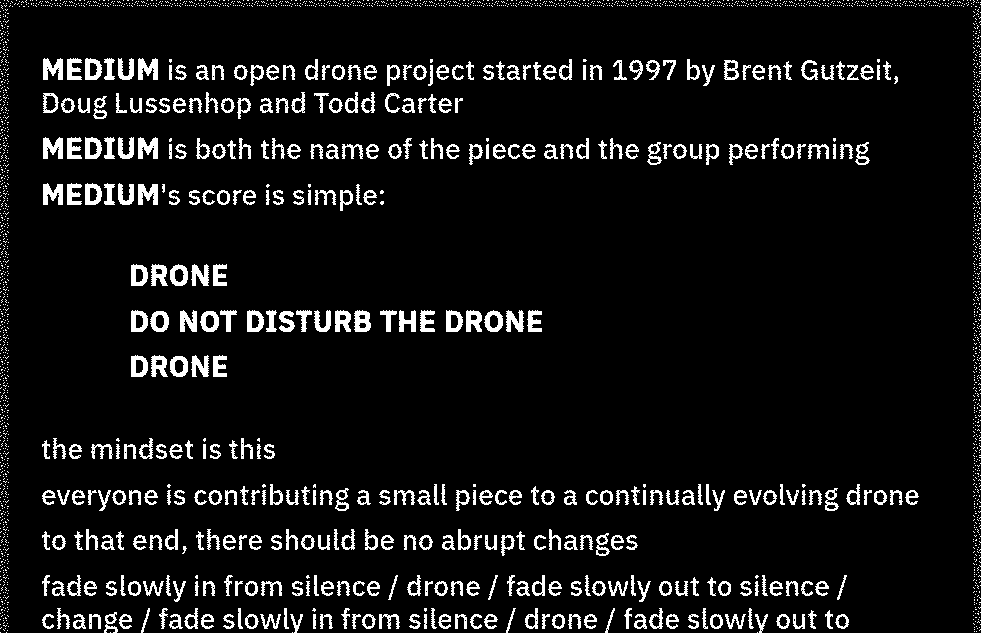 MEDIUM is an open drone project started in 1997 by Brent Gutzeit,
Doug Lussenhop and Todd Carter
MEDIUM is both the name of the piece and the group performing
MEDIUM's score is simple:
DRONE
DO NOT DISTURB THE DRONE
DRONE
the mindset is this
everyone is contributing a small piece to a continually evolving drone
to that end, there should be no abrupt changes
fade slowly in from silence / drone / fade slowly out to silence /
change / fade slowly in from silence / drone / fade slowly out to